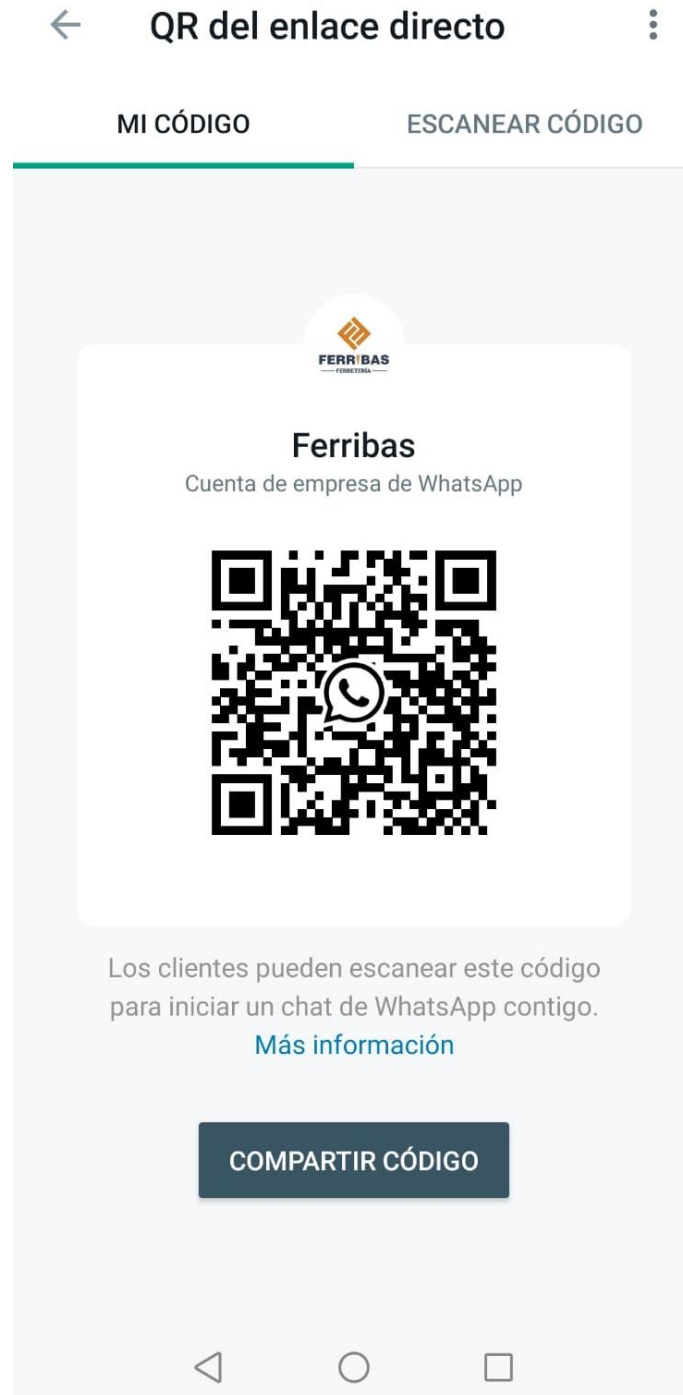 QR del enlace directo
MI CÓDIGO
ESCANEAR CÓDIGO
FERRIBAS
FERRETERÍA
Ferribas
Cuenta de empresa de WhatsApp
Los clientes pueden escanear este código
para iniciar un chat de WhatsApp contigo.
Más información
COMPARTIR CÓDIGO